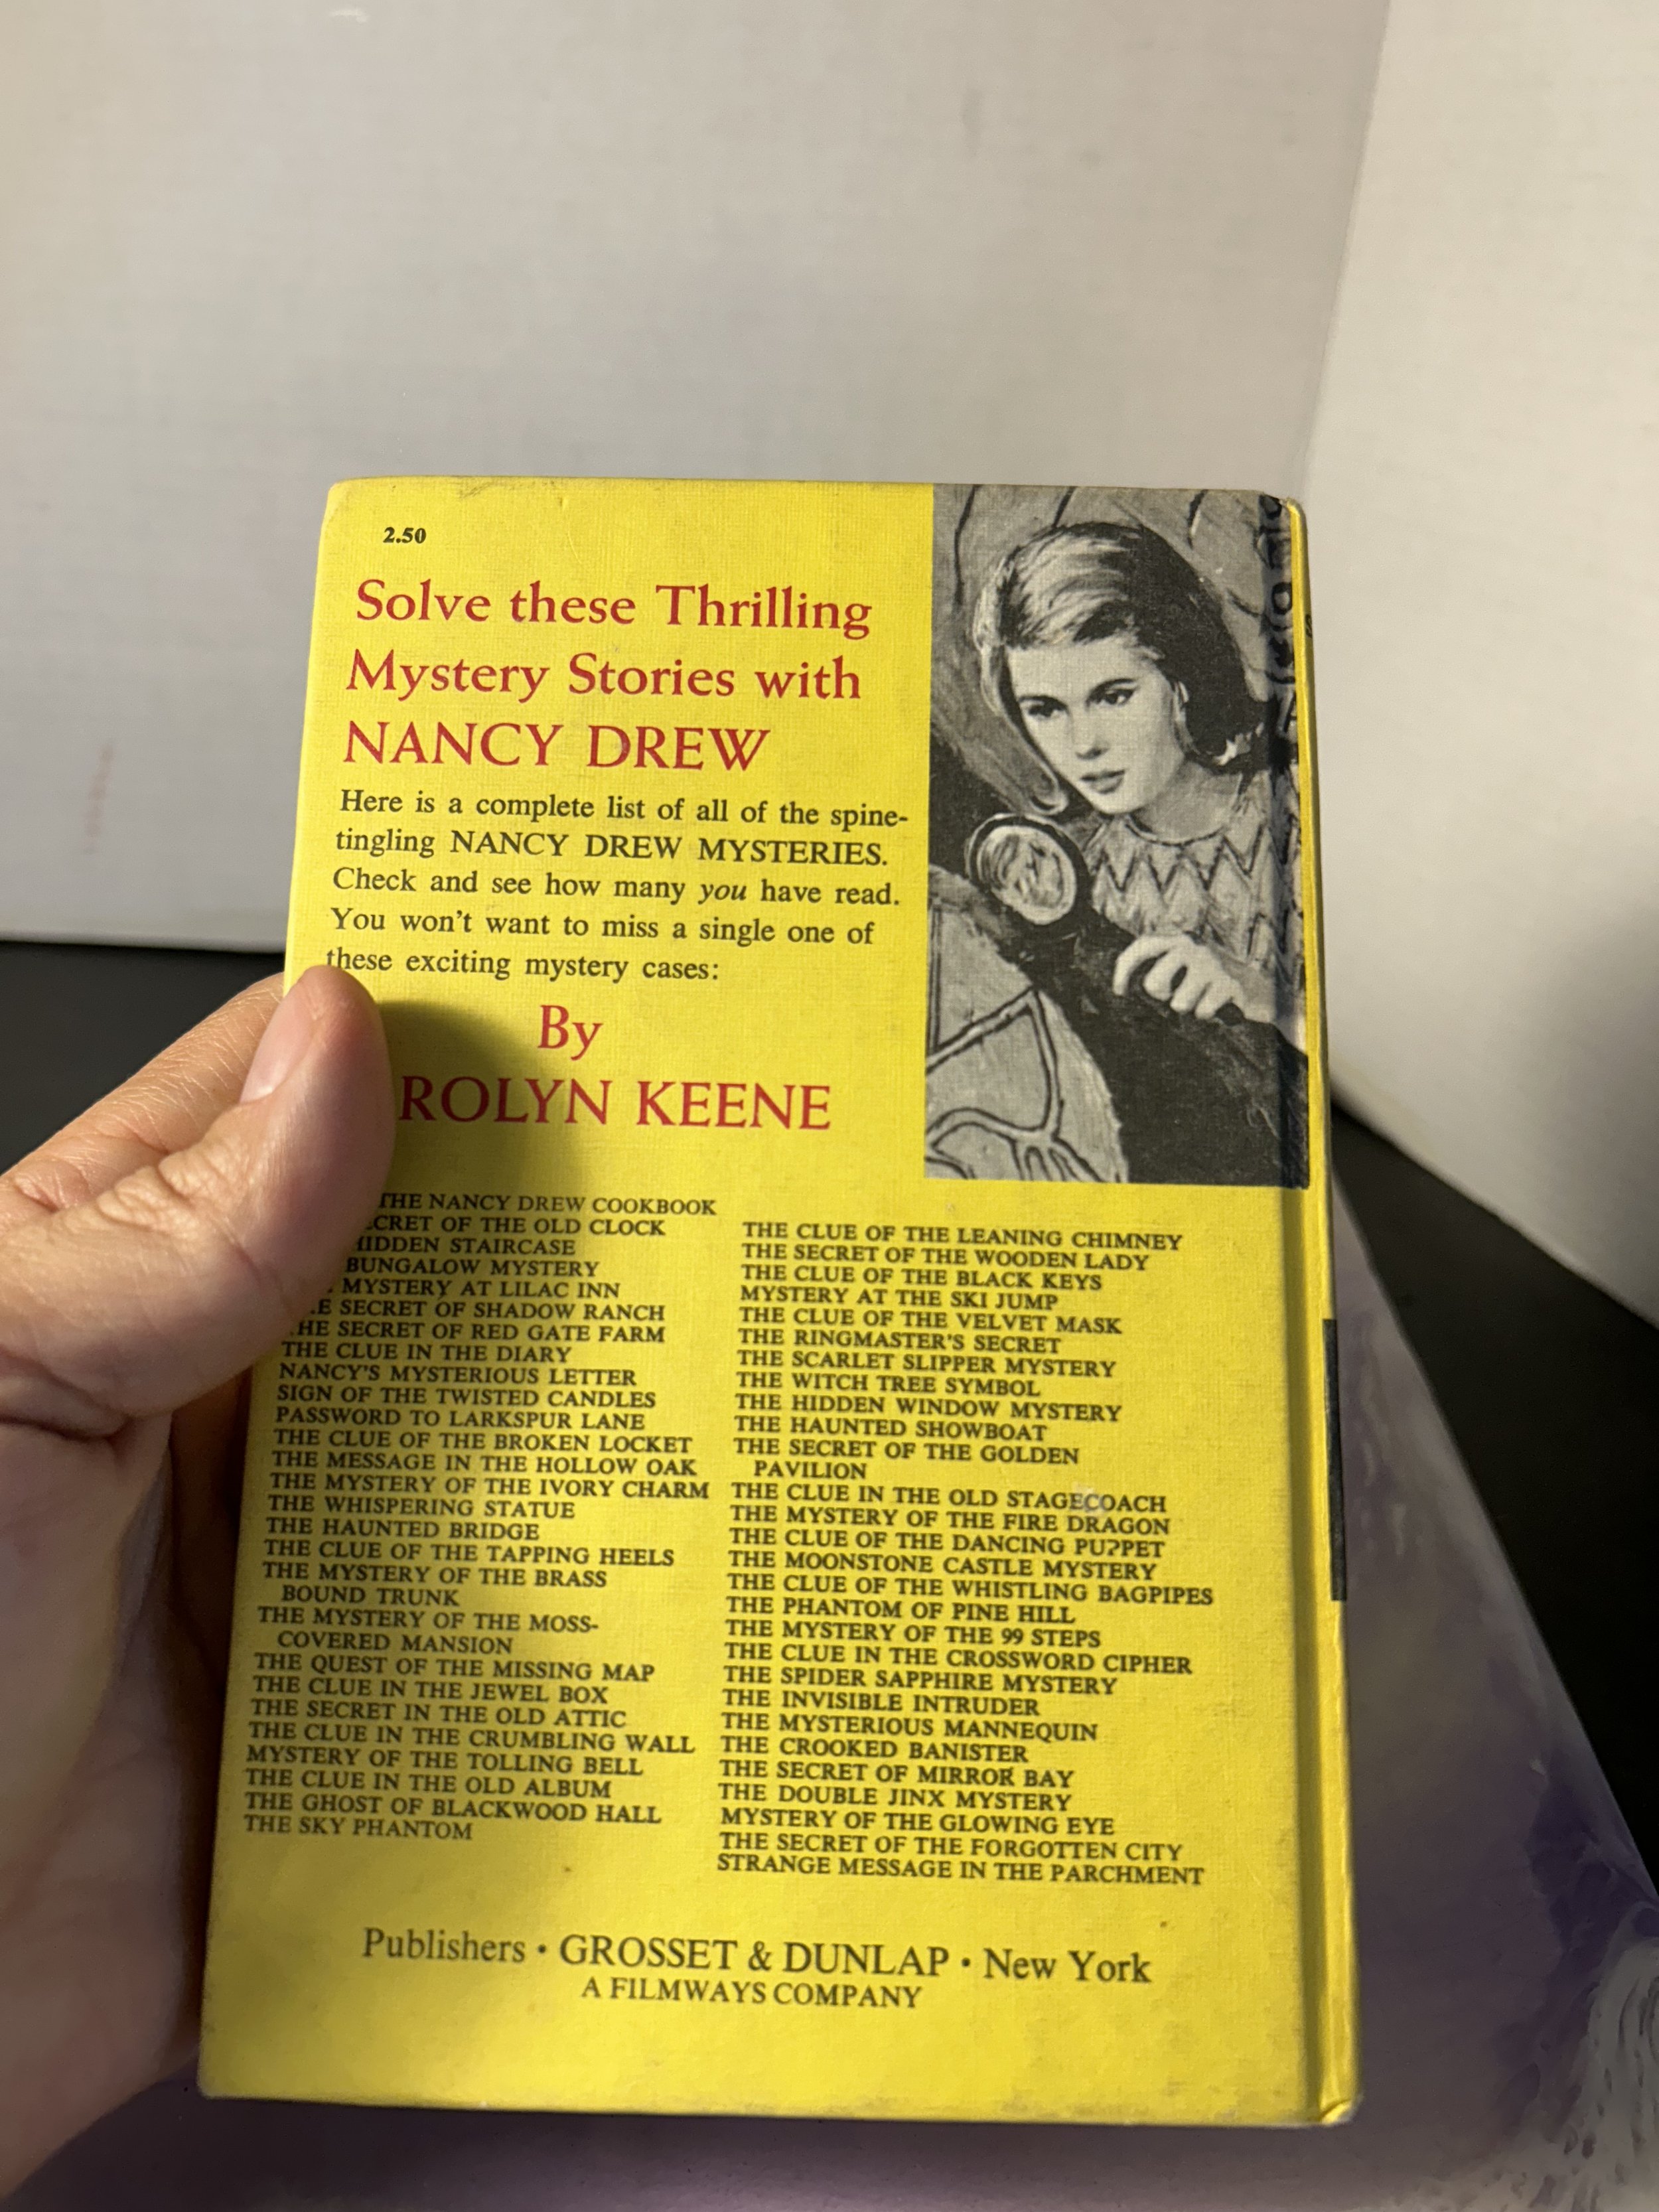 2.50
Solve these Thrilling
Mystery Stories with
NANCY DREW
Here is a complete list of all of the spine-
tingling NANCY DREW MYSTERIES.
Check and see how many you have read.
You won't want to miss a single one of
these exciting mystery cases:
By
ROLYN KEENE
THE NANCY DREW COOKBOOK
CRET OF THE OLD CLOCK
HIDDEN STAIRCASE
BUNGALOW MYSTERY
MYSTERY AT LILAC INN
E SECRET OF SHADOW RANCH
THE SECRET OF RED GATE FARM
THE CLUE IN THE DIARY
NANCY'S MYSTERIOUS LETTER
SIGN OF THE TWISTED CANDLES
PASSWORD TO LARKSPUR LANE
THE CLUE OF THE BROKEN LOCKET
THE MESSAGE IN THE HOLLOW OAK
THE MYSTERY OF THE IVORY CHARM
THE WHISPERING STATUE
THE HAUNTED BRIDGE
THE CLUE OF THE TAPPING HEELS
THE MYSTERY OF THE BRASS
BOUND TRUNK
THE MYSTERY OF THE MOSS-
COVERED MANSION
THE QUEST OF THE MISSING MAP
THE CLUE IN THE JEWEL BOX
THE SECRET IN THE OLD ATTIC
THE CLUE IN THE CRUMBLING WALL
MYSTERY OF THE TOLLING BELL
THE CLUE IN THE OLD ALBUM
THE GHOST OF BLACKWOOD HALL
THE SKY PHANTOM
THE CLUE OF THE LEANING CHIMNEY
THE SECRET OF THE WOODEN LADY
THE CLUE OF THE BLACK KEYS
MYSTERY AT THE SKI JUMP
THE CLUE OF THE VELVET MASK
THE RINGMASTER'S SECRET
THE SCARLET SLIPPER MYSTERY
THE WITCH TREE SYMBOL
THE HIDDEN WINDOW MYSTERY
THE HAUNTED SHOWBOAT
THE SECRET OF THE GOLDEN
PAVILION
THE CLUE IN THE OLD STAGECOACH
THE MYSTERY OF THE FIRE DRAGON
THE CLUE OF THE DANCING PUPPET
THE MOONSTONE CASTLE MYSTERY
THE CLUE OF THE WHISTLING BAGPIPES
THE PHANTOM OF PINE HILL
THE MYSTERY OF THE 99 STEPS
THE CLUE IN THE CROSSWORD CIPHER
THE SPIDER SAPPHIRE MYSTERY
THE INVISIBLE INTRUDER
THE MYSTERIOUS MANNEQUIN
THE CROOKED BANISTER
THE SECRET OF MIRROR BAY
THE DOUBLE JINX MYSTERY
MYSTERY OF THE GLOWING EYE
THE SECRET OF THE FORGOTTEN CITY
STRANGE MESSAGE IN THE PARCHMENT
Publishers • GROSSET & DUNLAP • New York
A FILMWAYS COMPANY